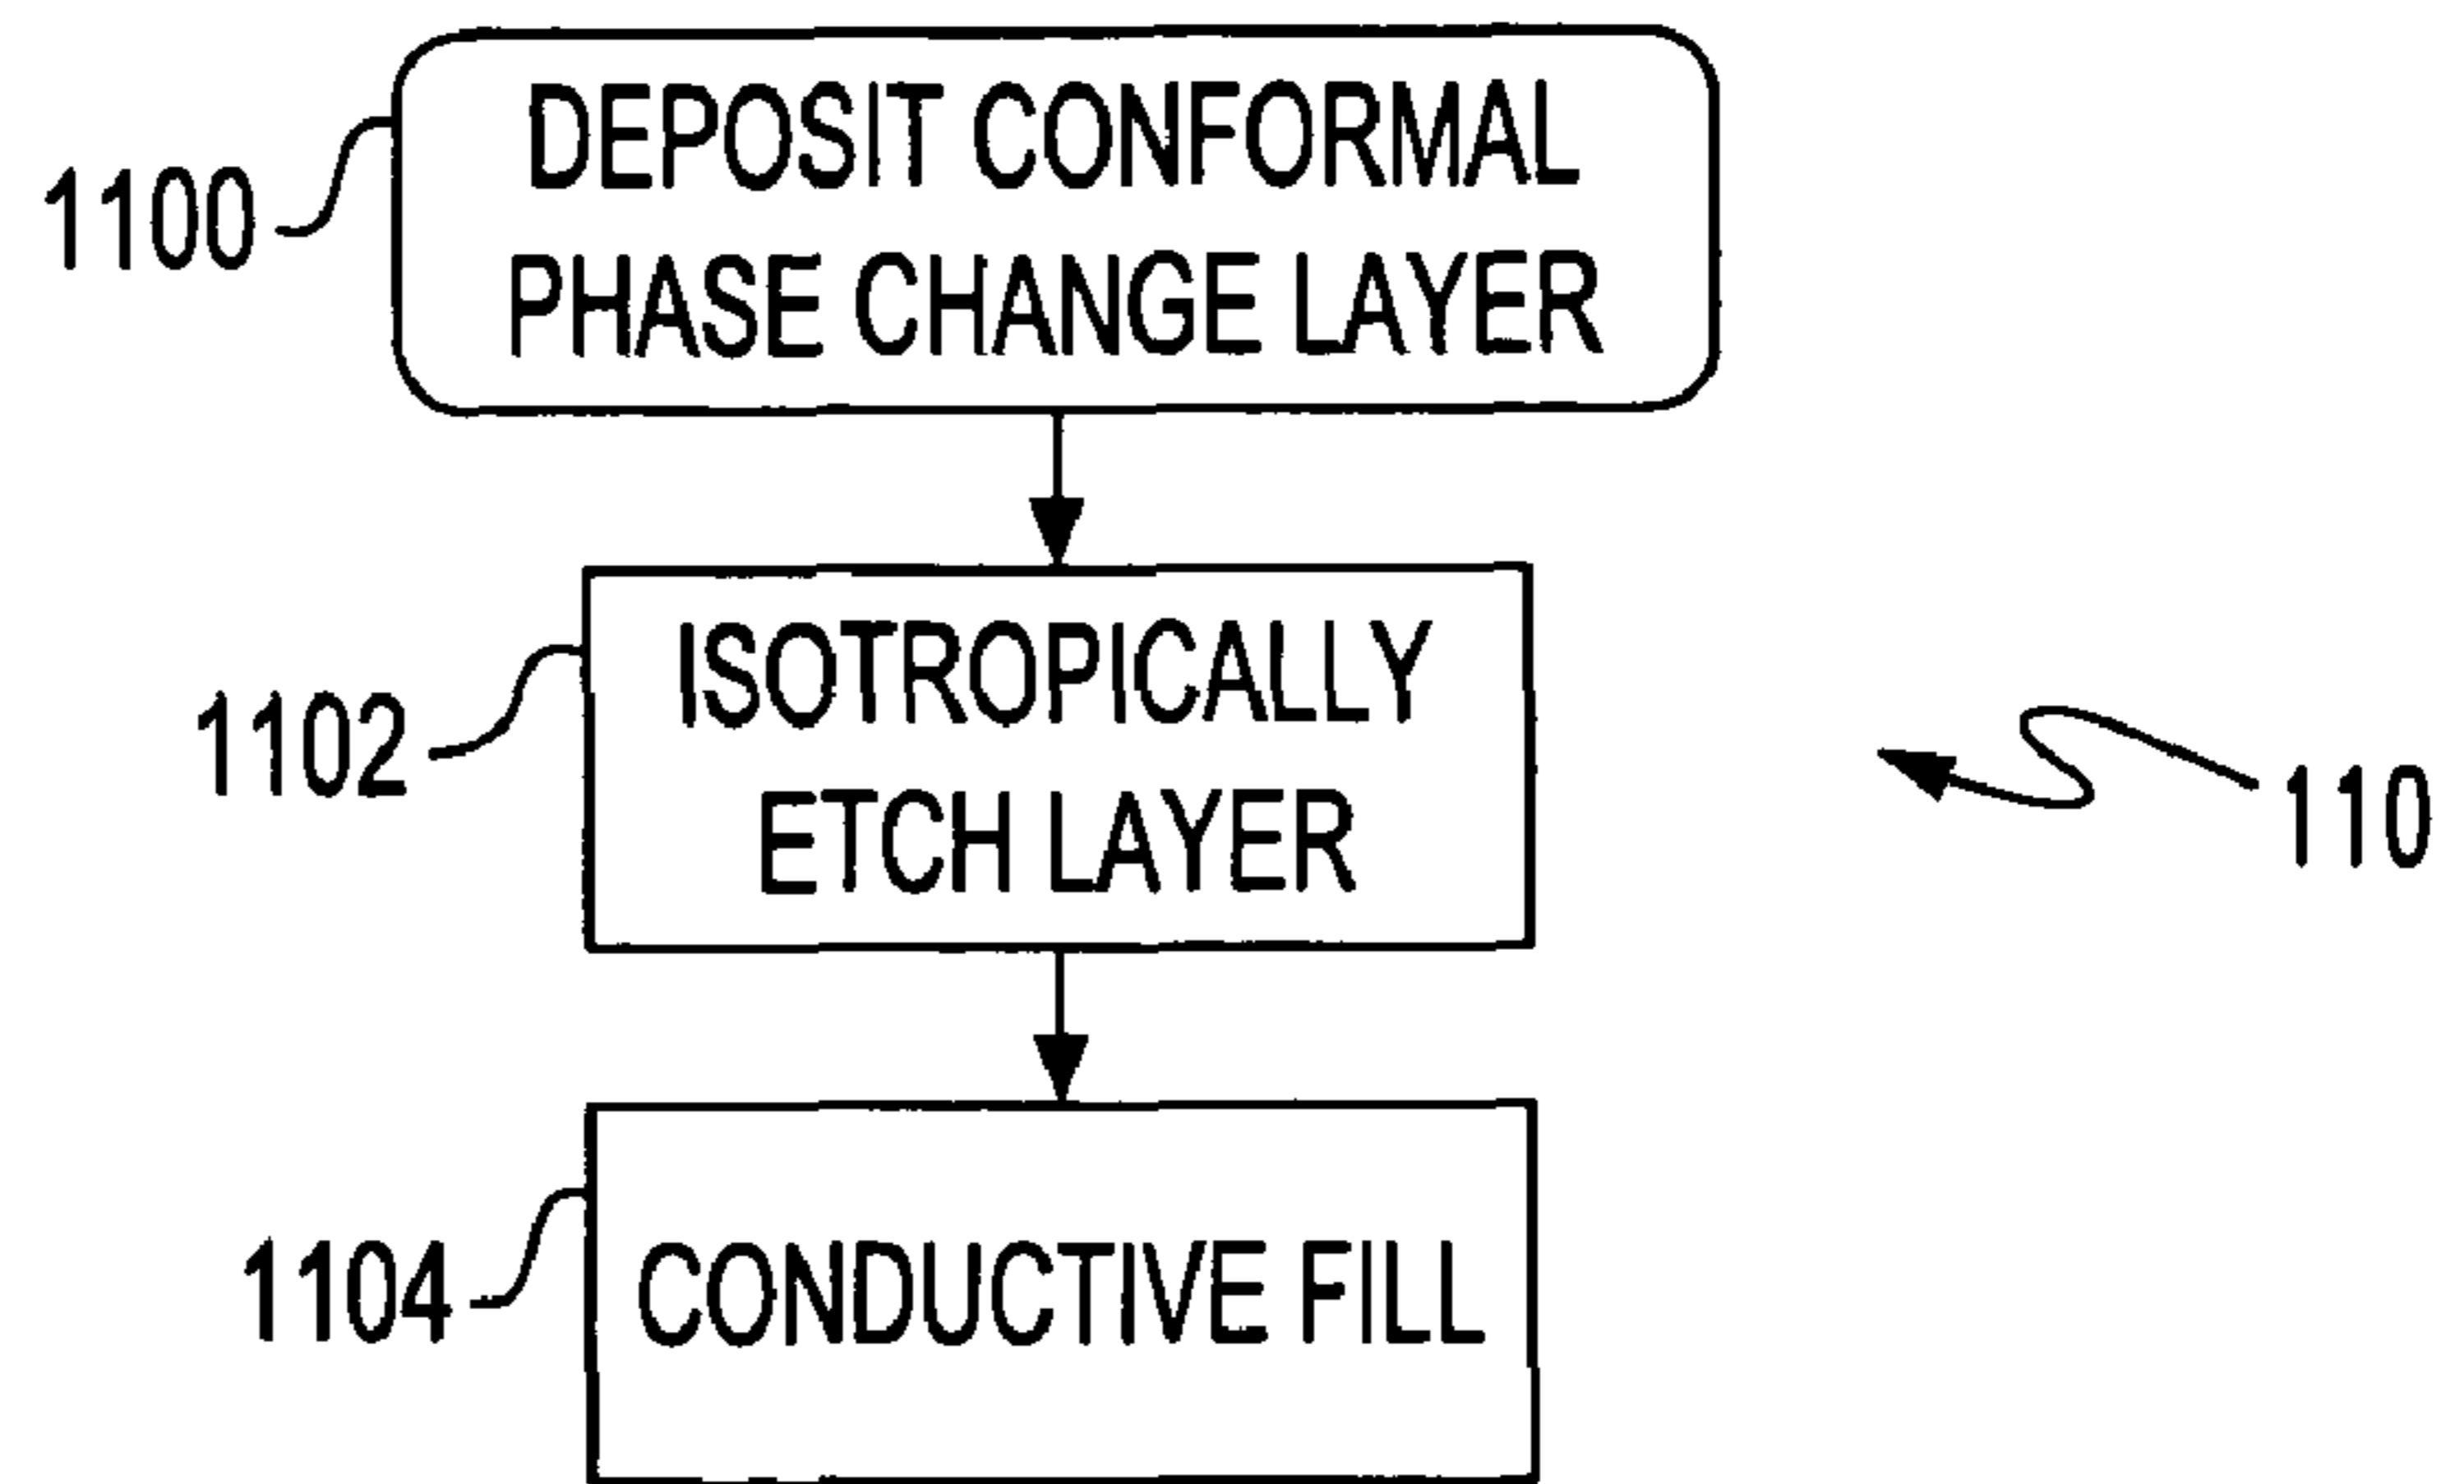 DEPOSIT CONFORMAL
PHASE CHANGE LAYER
1100
ISOTROPICALLY
ETCH LAYER
1102
110
CONDUCTIVE FILL
1104